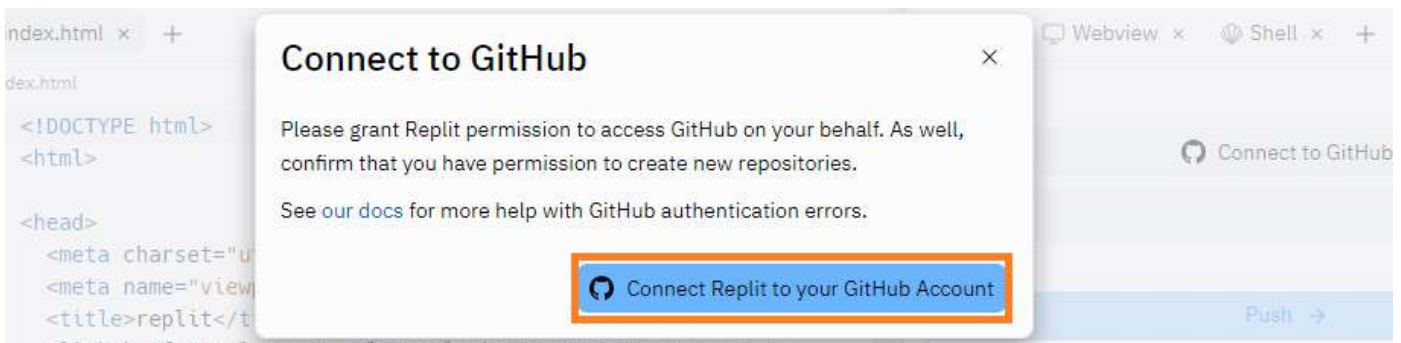 ndex.html × +
Webview × Shell × +
dex.html
Connect to GitHub
×
Please grant Replit permission to access GitHub on your behalf. As well,
confirm that you have permission to create new repositories.
See our docs for more help with GitHub authentication errors.
Connect Replit to your GitHub Account
<!DOCTYPE html>
<html>
<head>
<meta charset="u
<meta name="view
<title>replit</t
Connect to GitHub
Push →